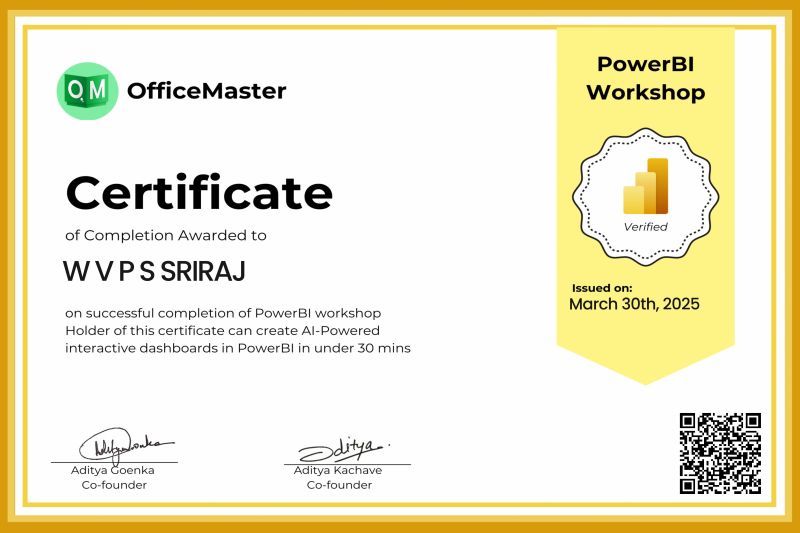 QM OfficeMaster
Certificate
of Completion Awarded to
W V P S SRIRAJ
on successful completion of PowerBI workshop
Holder of this certificate can create AI-Powered
interactive dashboards in PowerBI in under 30 mins
PowerBI
Workshop
Verified
Issued on:
March 30th, 2025
Aditya Goenka
Co-founder
Aditya
Aditya Kachave
Co-founder